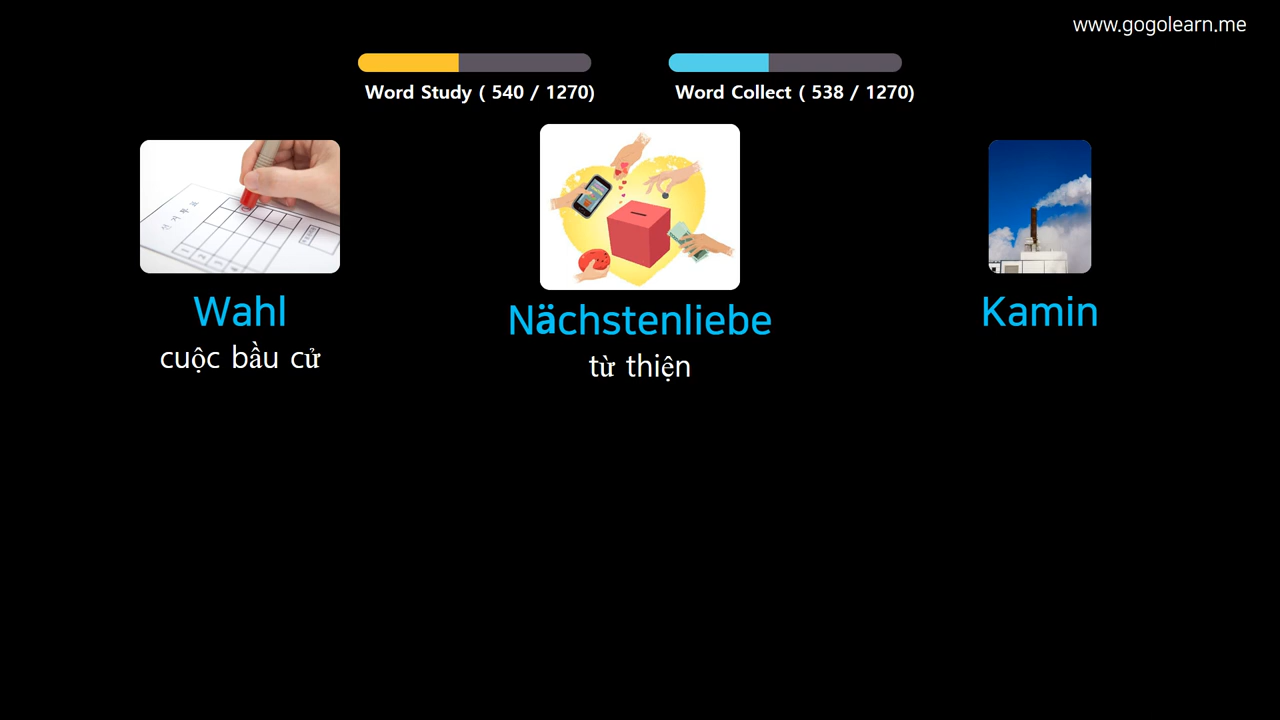 www.gogolearn.me
Word Study ( 540 / 1270)
Word Collect ( 538 / 1270)
Wahl
cuộc bầu cử
Nächstenliebe
từ thiện
Kamin